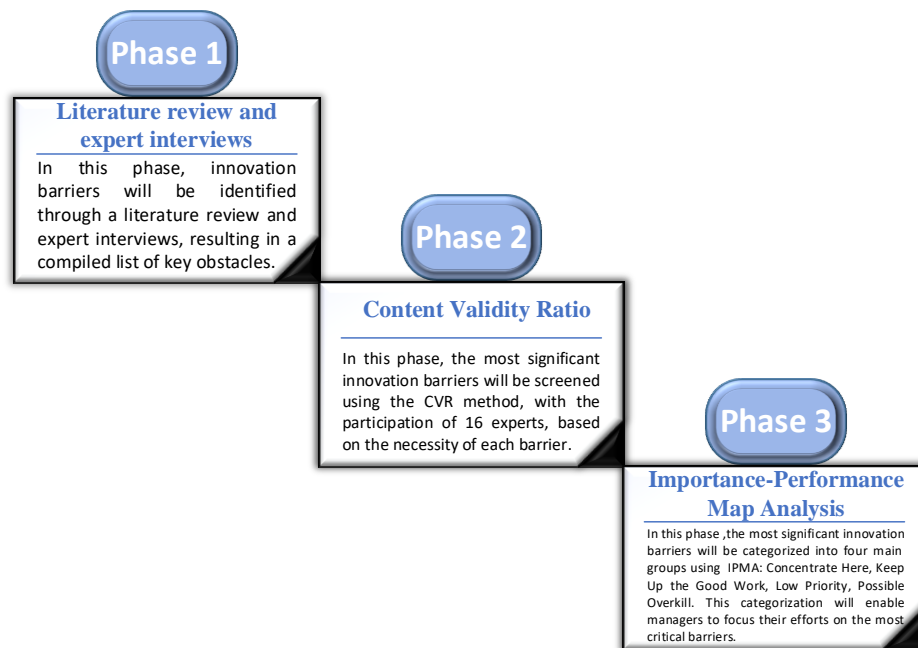 Phase 1
Literature review and
expert interviews
In this phase, innovation
barriers will be identified
through a literature review and
expert interviews, resulting in a
compiled list of key obstacles.
Phase 2
Content Validity Ratio
In this phase, the most significant
innovation barriers will be screened
using the CVR method, with the
participation of 16 experts, based
on the necessity of each barrier.
Phase 3
Importance-Performance
Map Analysis
In this phase ,the most significant innovation
barriers will be categorized into four main
groups using IPMA: Concentrate Here, Keep
Up the Good Work, Low Priority, Possible
Overkill. This categorization will enable
managers to focus their efforts on the most
critical barriers.